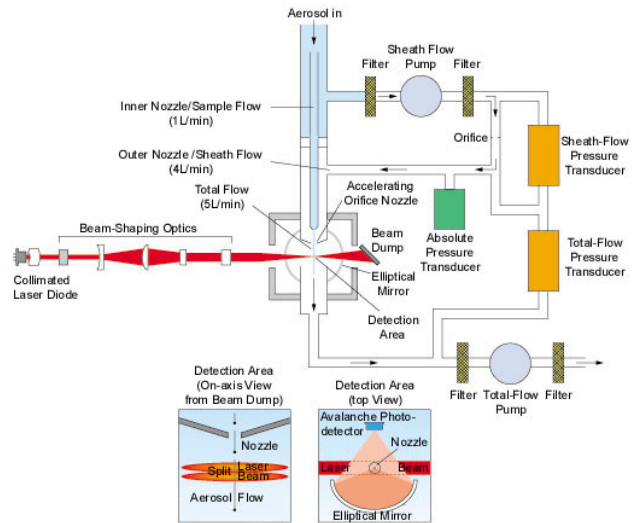 Aerosol in
Sheath Flow
Pump
Filter
Filter
Inner Nozzle/Sample Flow
(1L/min)
Orifice
Sheath-Flow
Pressure
Transducer
Outer Nozzle /Sheath Flow
(4L/min)
Total Flow
(5L/min)
Accelerating
Orifice Nozzle
Beam-Shaping Optics
Beam
Dump
Absolute
Pressure
Transducer
Total-Flow
Pressure
Transducer
Collimated
Laser Diode
Elliptical
Mirror
Detection
Area
Detection Area
(On-axis View
from Beam Dump)
Detection Area
(top View)
Filter
Total-Flow
Pump
Filter
Nozzle
Split
Laser
Beam
Aerosol Flow
Avalanche Photo-
detector
Nozzle
Laser
Beam
Elliptical Mirror